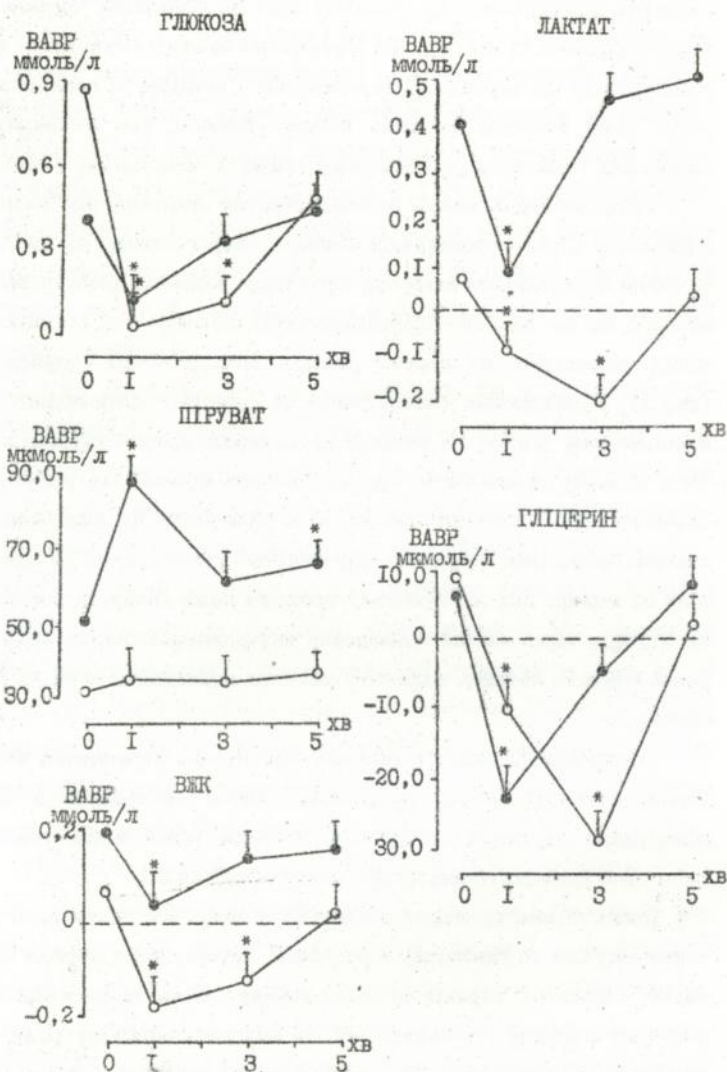 ГЛЮКОЗА
ВАВР
ММОЛЬ/Л
0,9
0,6
0,3
0
0 I 3 5 ХВ
ЛАКТАТ
ВАВР
ММОЛЬ/Л
0,5
0,4
0,3
0,2
0,I
0
-0,I
-0,2
0 I 3 5 ХВ
ПІРУВАТ
ВАВР
МКМОЛЬ/Л
90,0
70,0
50,0
30,0
0 I 3 5 ХВ
ГЛІЦЕРИН
ВАВР
МКМОЛЬ/Л
10,0
0
-10,0
-20,0
30,0
0 I 3 5 ХВ
ВЖК
ВАВР
ММОЛЬ/Л
,2
0
-0,2
0 I 3 5 ХВ